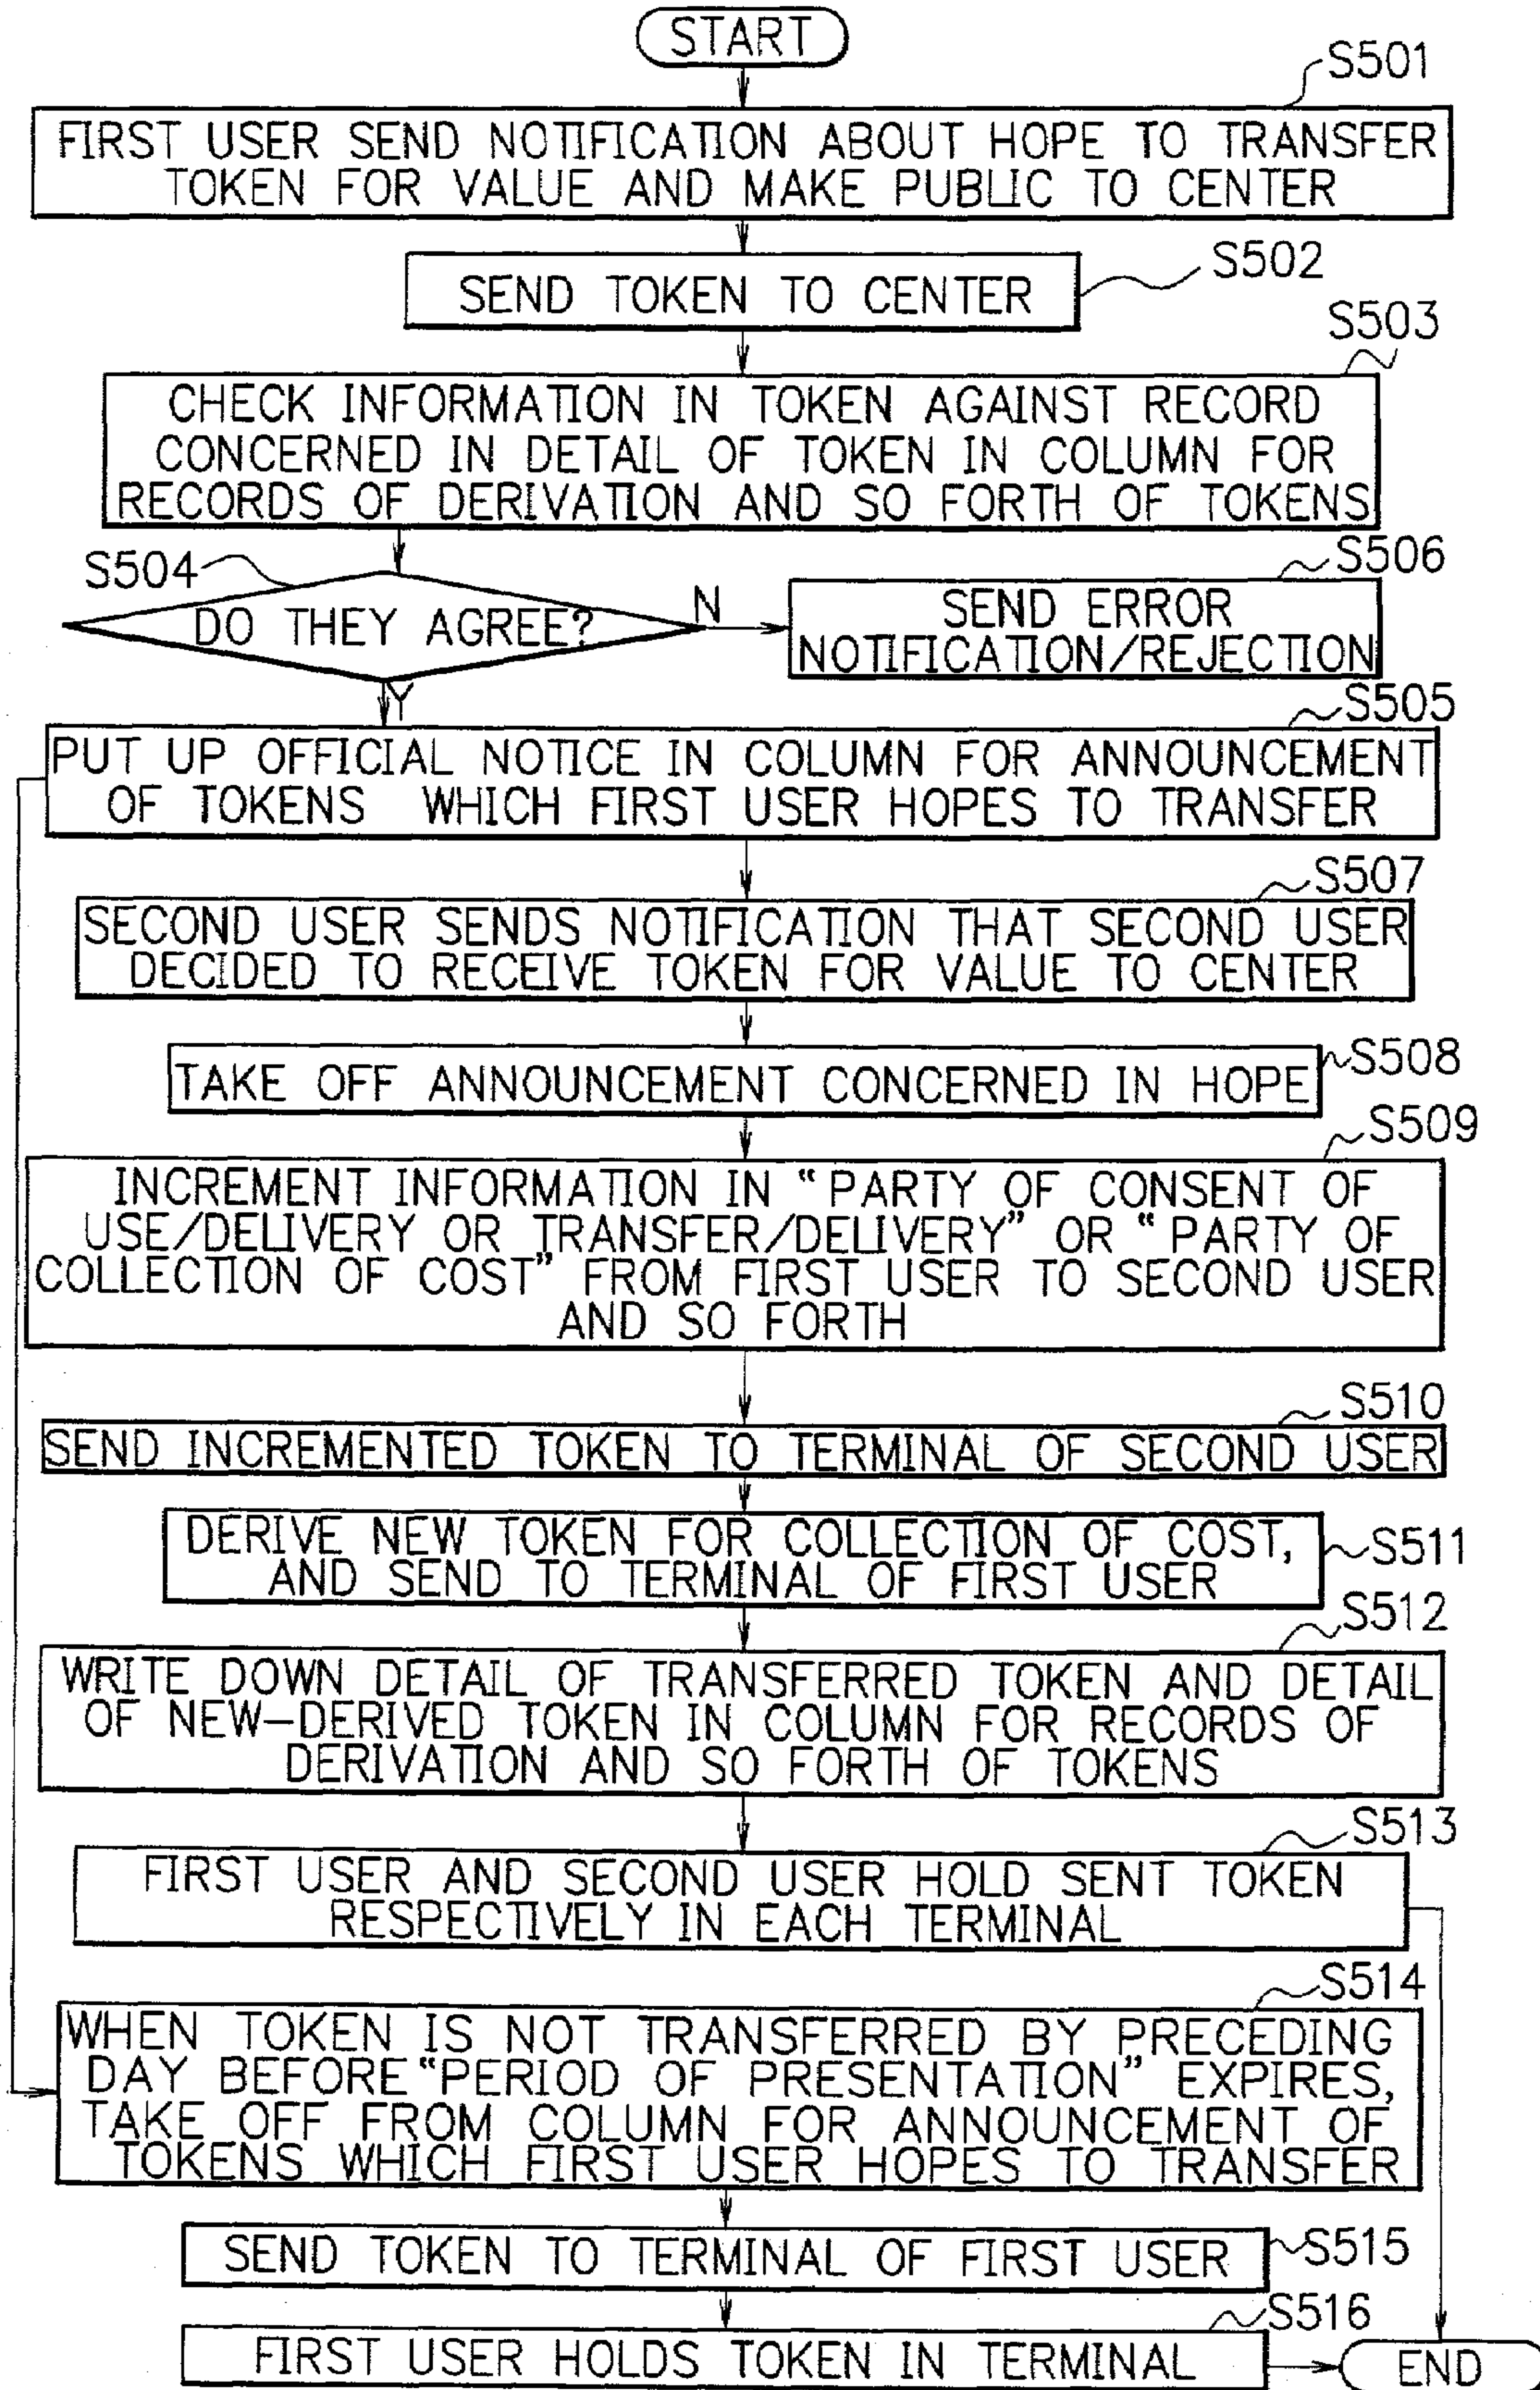 START
S501
FIRST USER SEND NOTIFICATION ABOUT HOPE TO TRANSFER
TOKEN FOR VALUE AND MAKE PUBLIC TO CENTER
S502
SEND TOKEN TO CENTER
S503
CHECK INFORMATION IN TOKEN AGAINST RECORD
CONCERNED IN DETAIL OF TOKEN IN COLUMN FOR
RECORDS OF DERIVATION AND SO FORTH OF TOKENS
S504
DO THEY AGREE?
N
S506
SEND ERROR
NOTIFICATION/REJECTION
Y
S505
PUT UP OFFICIAL NOTICE IN COLUMN FOR ANNOUNCEMENT
OF TOKENS WHICH FIRST USER HOPES TO TRANSFER
S507
SECOND USER SENDS NOTIFICATION THAT SECOND USER
DECIDED TO RECEIVE TOKEN FOR VALUE TO CENTER
S508
TAKE OFF ANNOUNCEMENT CONCERNED IN HOPE
S509
INCREMENT INFORMATION IN “PARTY OF CONSENT OF
USE/DELIVERY OR TRANSFER/DELIVERY” OR “PARTY OF
COLLECTION OF COST” FROM FIRST USER TO SECOND USER
AND SO FORTH
S510
SEND INCREMENTED TOKEN TO TERMINAL OF SECOND USER
DERIVE NEW TOKEN FOR COLLECTION OF COST,
AND SEND TO TERMINAL OF FIRST USER
S511
S512
WRITE DOWN DETAIL OF TRANSFERRED TOKEN AND DETAIL
OF NEW-DERIVED TOKEN IN COLUMN FOR RECORDS OF
DERIVATION AND SO FORTH OF TOKENS
S513
FIRST USER AND SECOND USER HOLD SENT TOKEN
RESPECTIVELY IN EACH TERMINAL
S514
WHEN TOKEN IS NOT TRANSFERRED BY PRECEDING
DAY BEFORE “PERIOD OF PRESENTATION” EXPIRES,
TAKE OFF FROM COLUMN FOR ANNOUNCEMENT OF
TOKENS WHICH FIRST USER HOPES TO TRANSFER
SEND TOKEN TO TERMINAL OF FIRST USER
S515
S516
FIRST USER HOLDS TOKEN IN TERMINAL
END